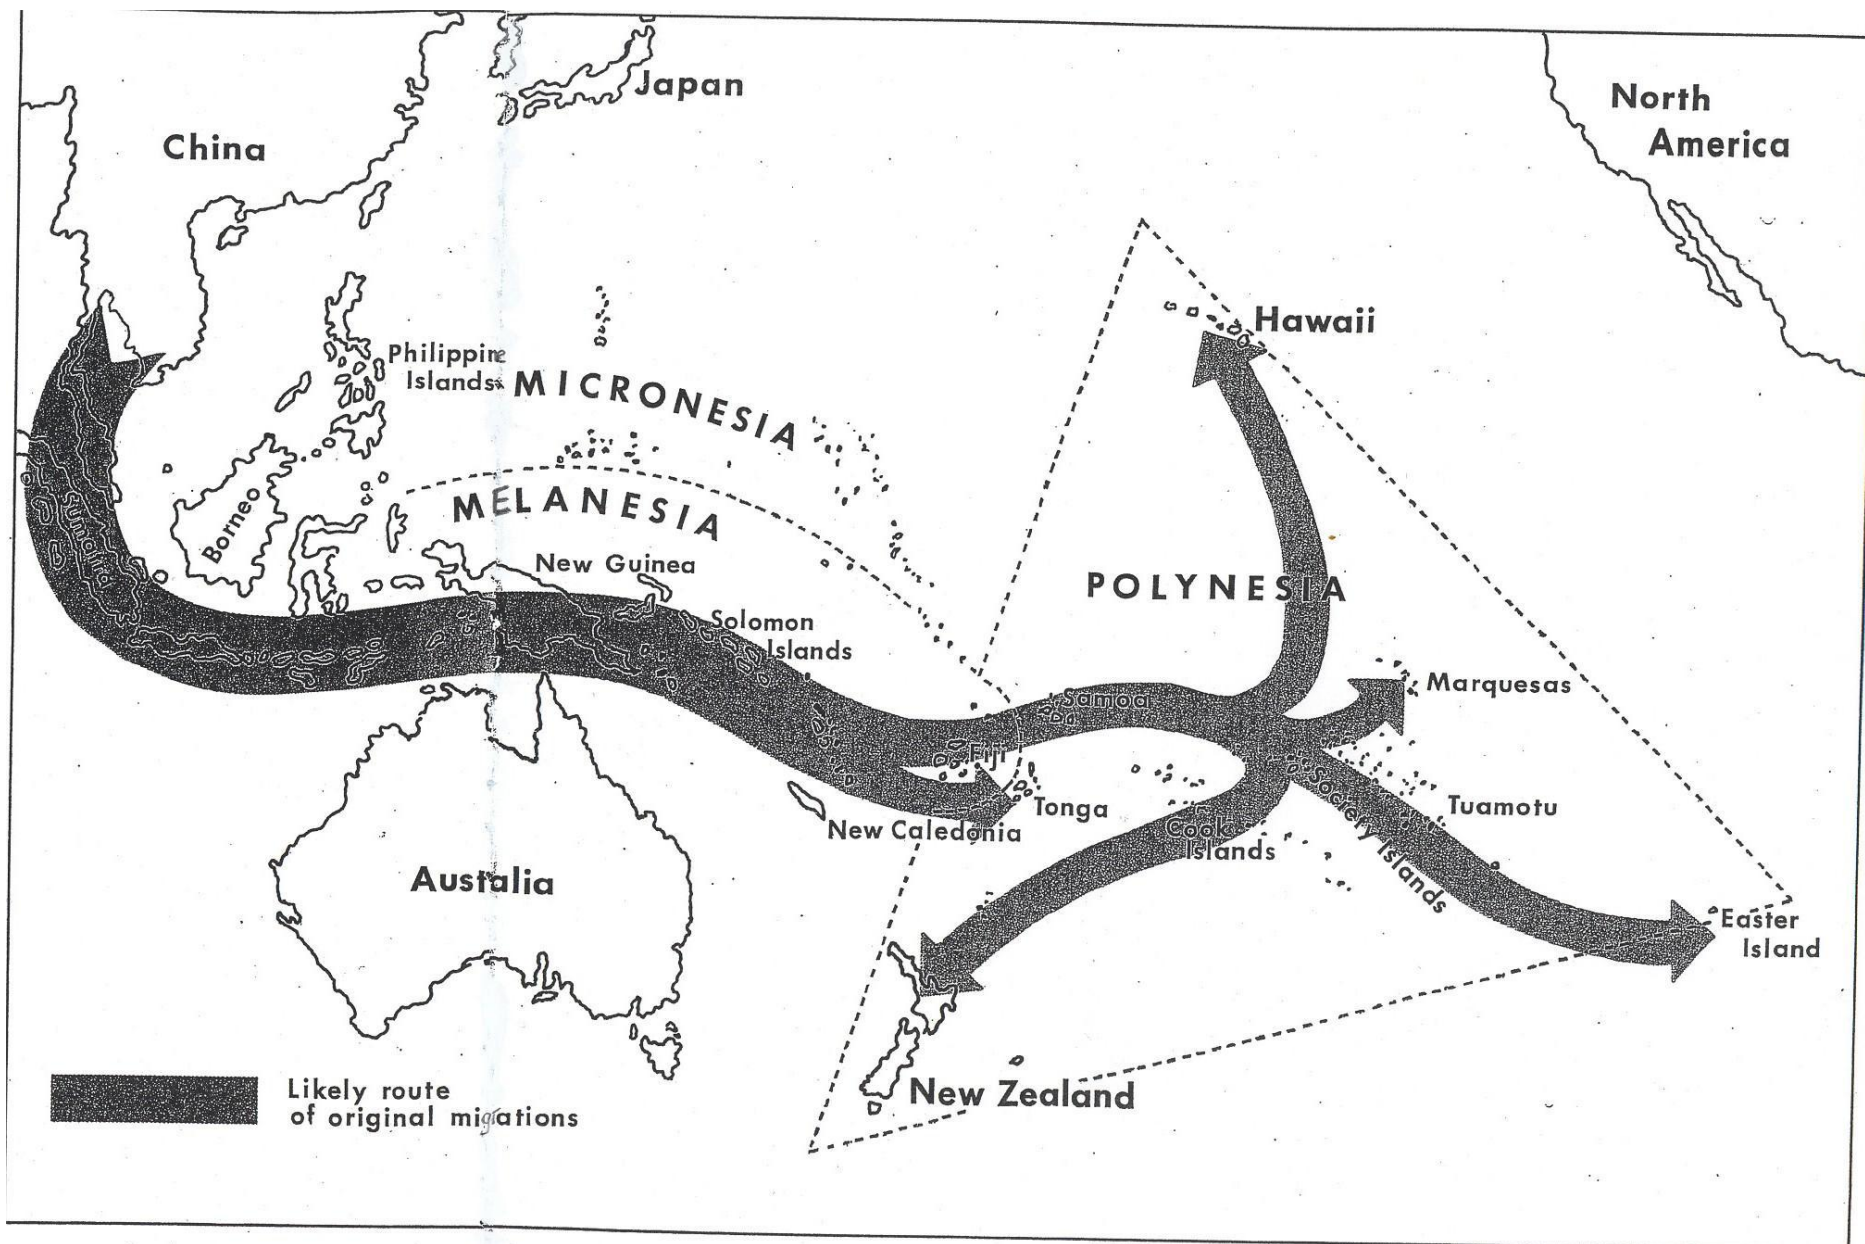 Japan
China
North
America
Hawaii
Philippine
Islands
MICRONESIA
MELANESIA
Borneo
Sumatra
New Guinea
POLYNESIA
Solomon
Islands
Marquesas
Samoa
Fiji
Tonga
Tuamotu
New Caledonia
Cook
Islands
Society Islands
Austalia
Easter
Island
New Zealand
Likely route
of original migrations